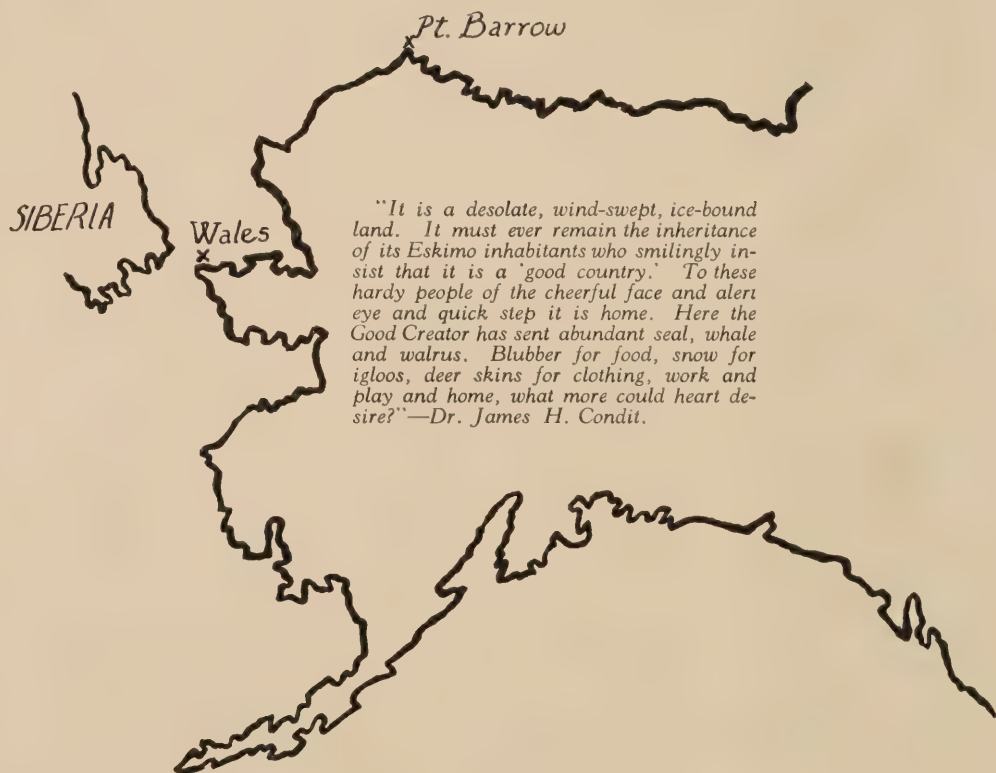 Pt. Barrow
SIBERIA
Wales
"It is a desolate, wind-swept, ice-bound
land. It must ever remain the inheritance
of its Eskimo inhabitants who smilingly in-
sist that it is a 'good country.' To these
hardy people of the cheerful face and alert
eye and quick step it is home. Here the
Good Creator has sent abundant seal, whale
and walrus. Blubber for food, snow for
igloos, deer skins for clothing, work and
play and home, what more could heart de-
sire?"—Dr. James H. Condit.